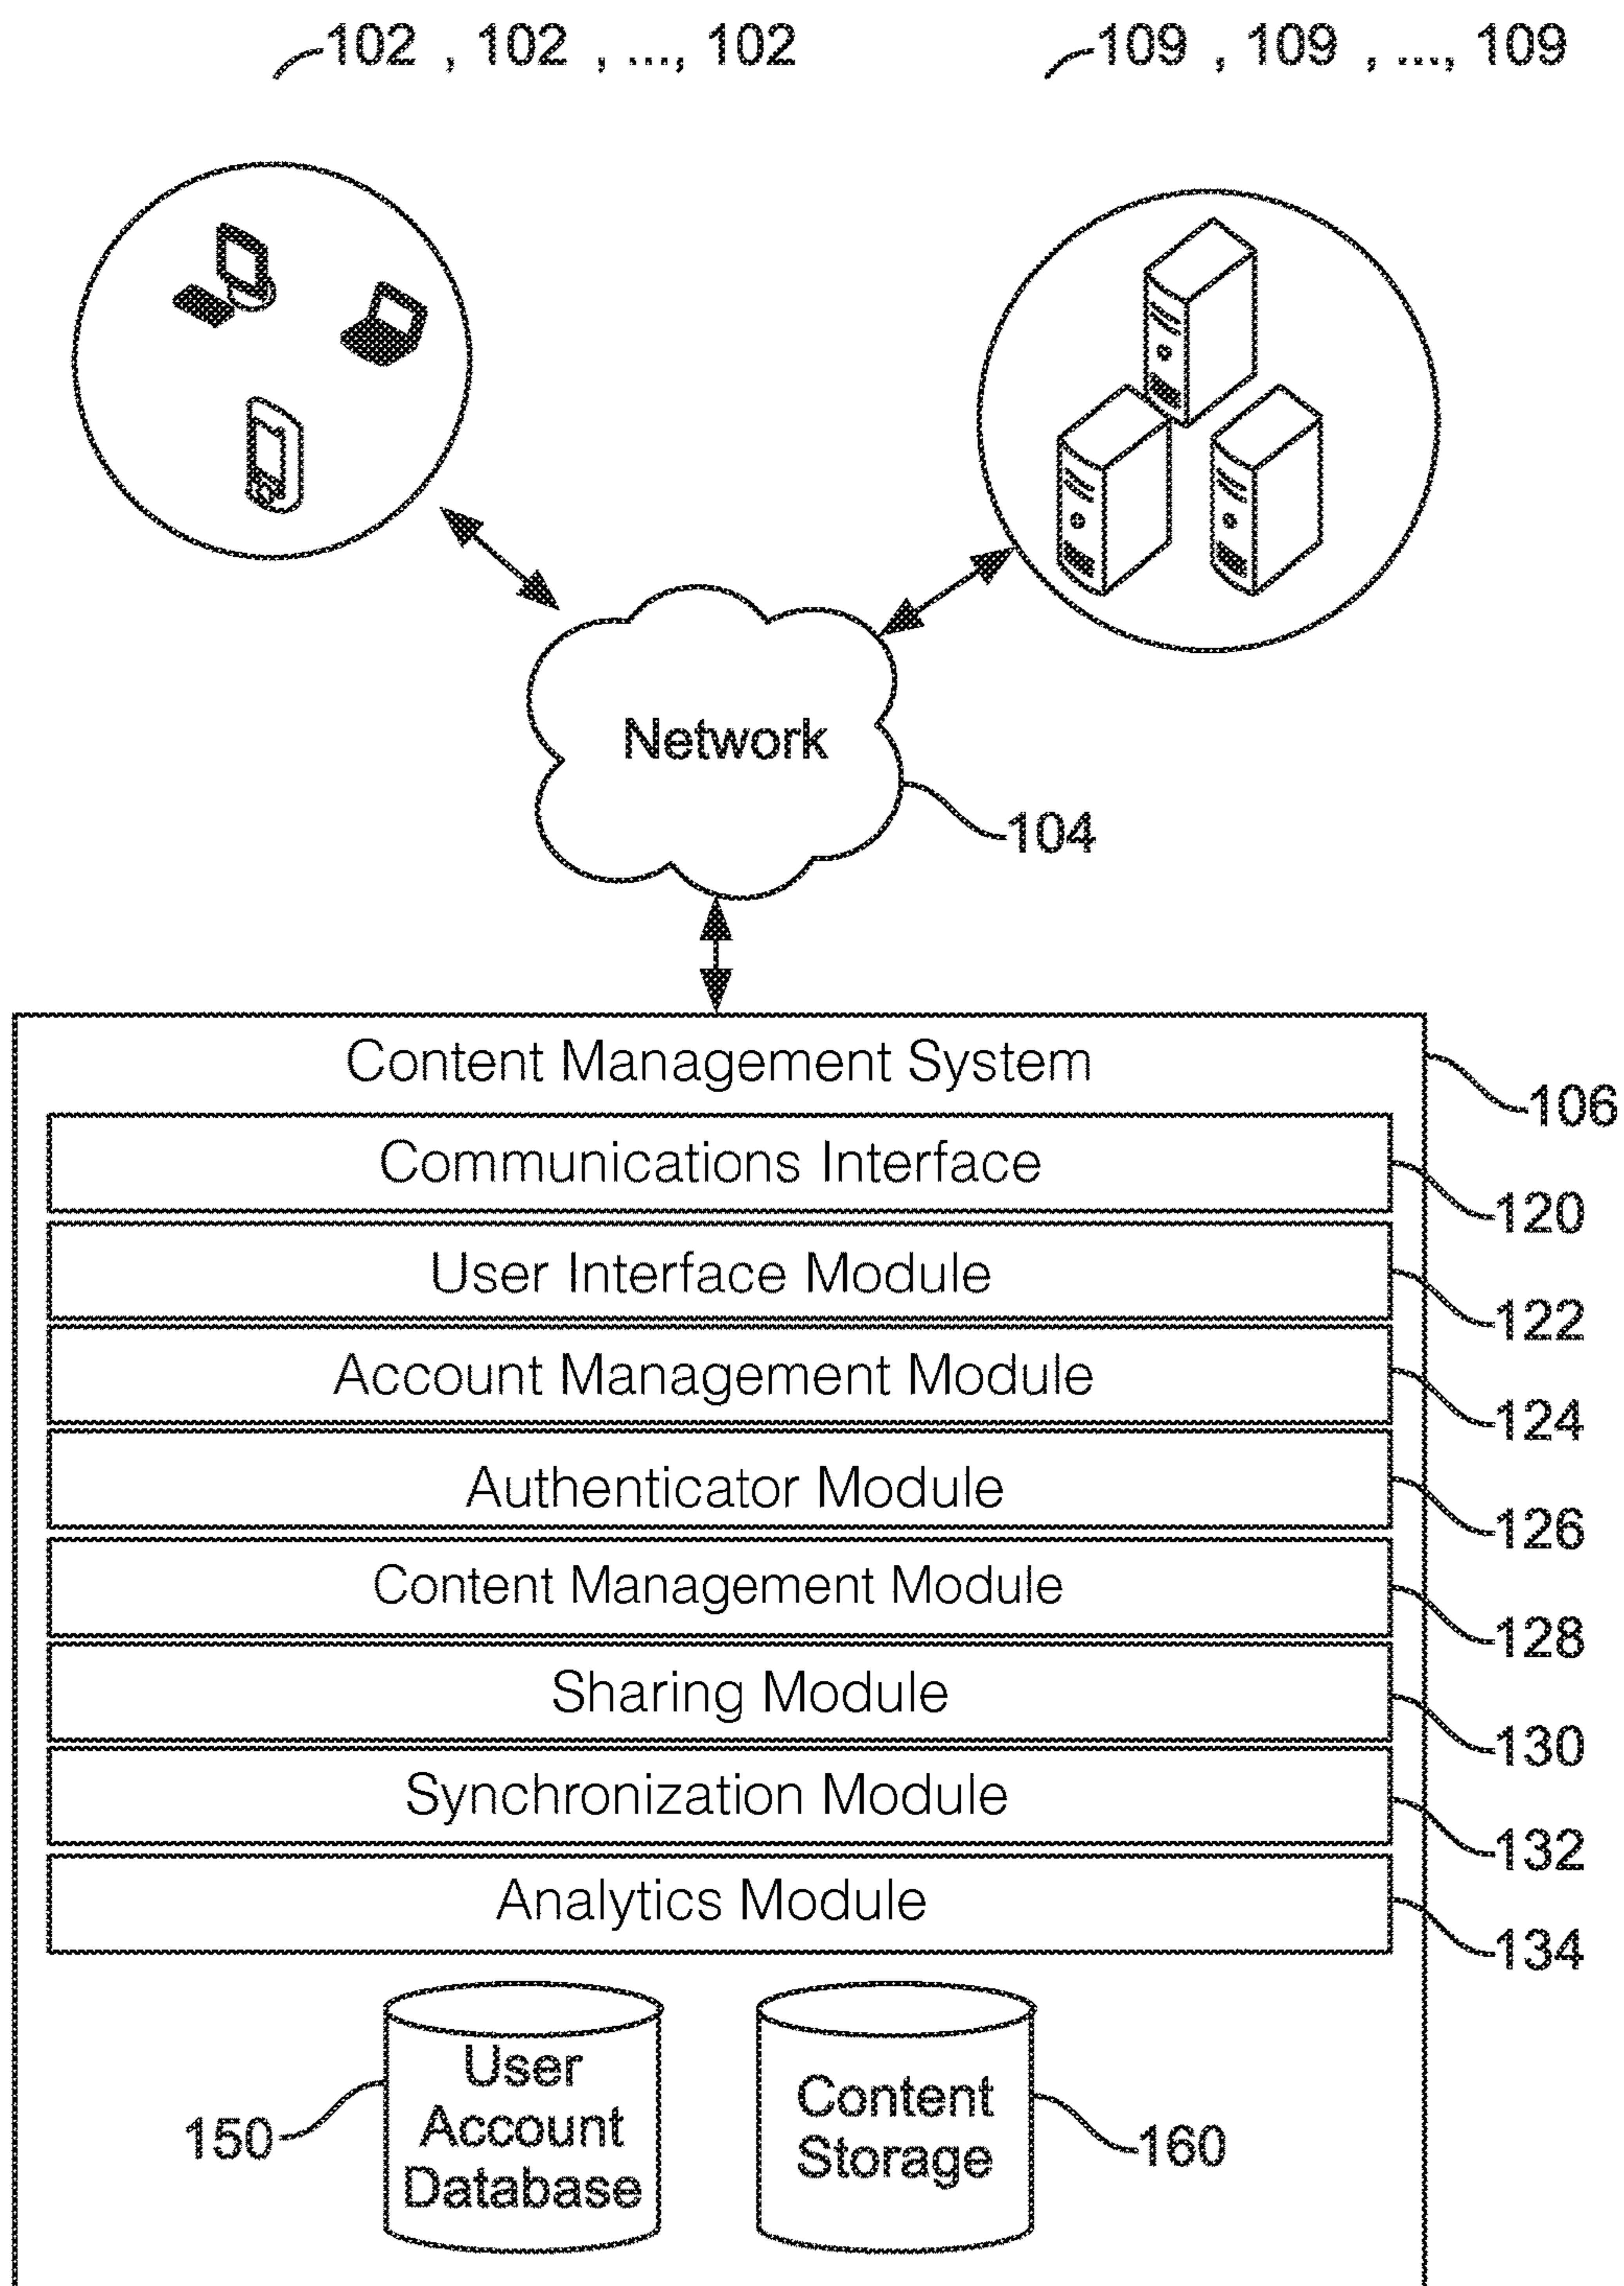 102 , 102 , ..., 102
109 , 109 , ..., 109
Network
104
Content Management System
106
Communications Interface
120
User Interface Module
122
Account Management Module
124
Authenticator Module
126
Content Management Module
128
Sharing Module
130
Synchronization Module
132
Analytics Module
134
150
User
Account
Database
Content
Storage
160